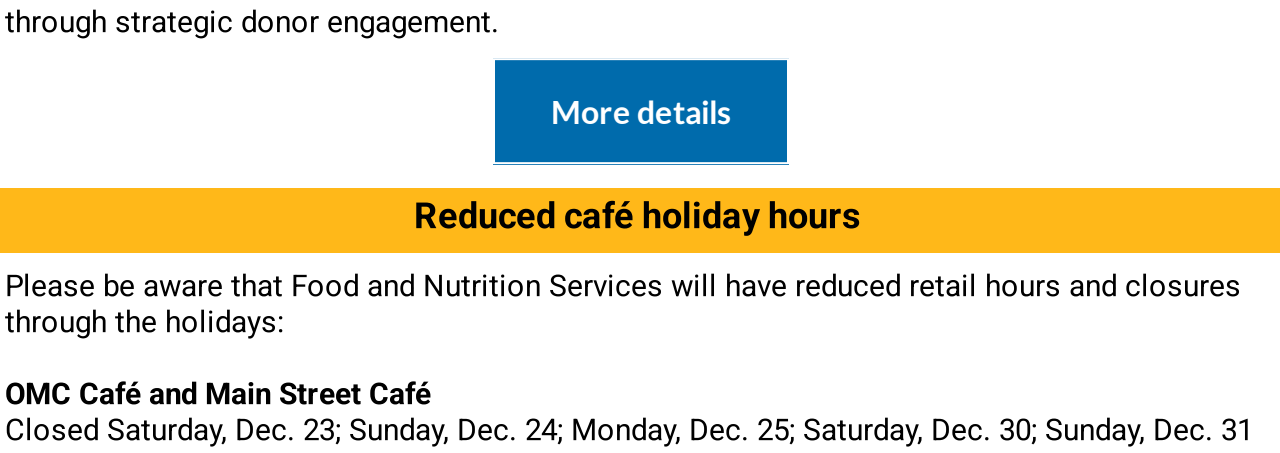 through strategic donor engagement.
More details
Reduced café holiday hours
Please be aware that Food and Nutrition Services will have reduced retail hours and closures
through the holidays:
OMC Café and Main Street Café
Closed Saturday, Dec. 23; Sunday, Dec. 24; Monday, Dec. 25; Saturday, Dec. 30; Sunday, Dec. 31